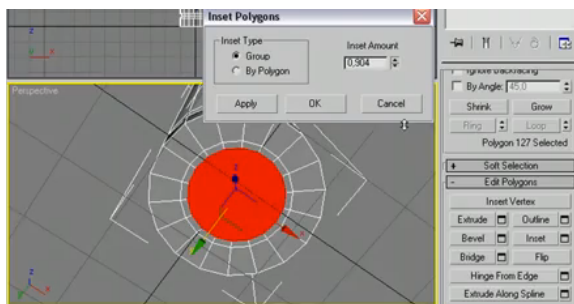 Inset Polygons
Inset Type
Group
By Polygon
Inset Amount
0,904
Apply OK Cancel
Perspective
z
x
z
x
y
z
x
Ignore Backfacing
By Angle: 45,0
Shrink Grow
Ring Loop
Polygon 127 Selected
+ Soft Selection
- Edit Polygons
Insert Vertex
Extrude Outline
Bevel Inset
Bridge Flip
Hinge From Edge
Extrude Along Spline